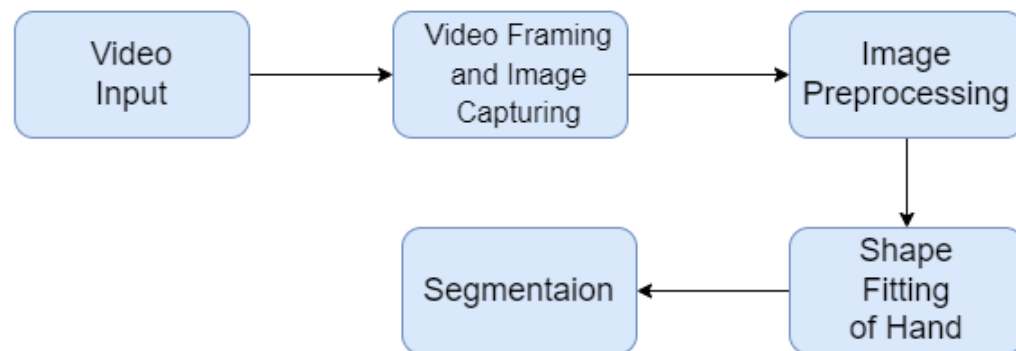 Video
Input
Video Framing
and Image
Capturing
Image
Preprocessing
Shape
Fitting
of Hand
Segmentaion